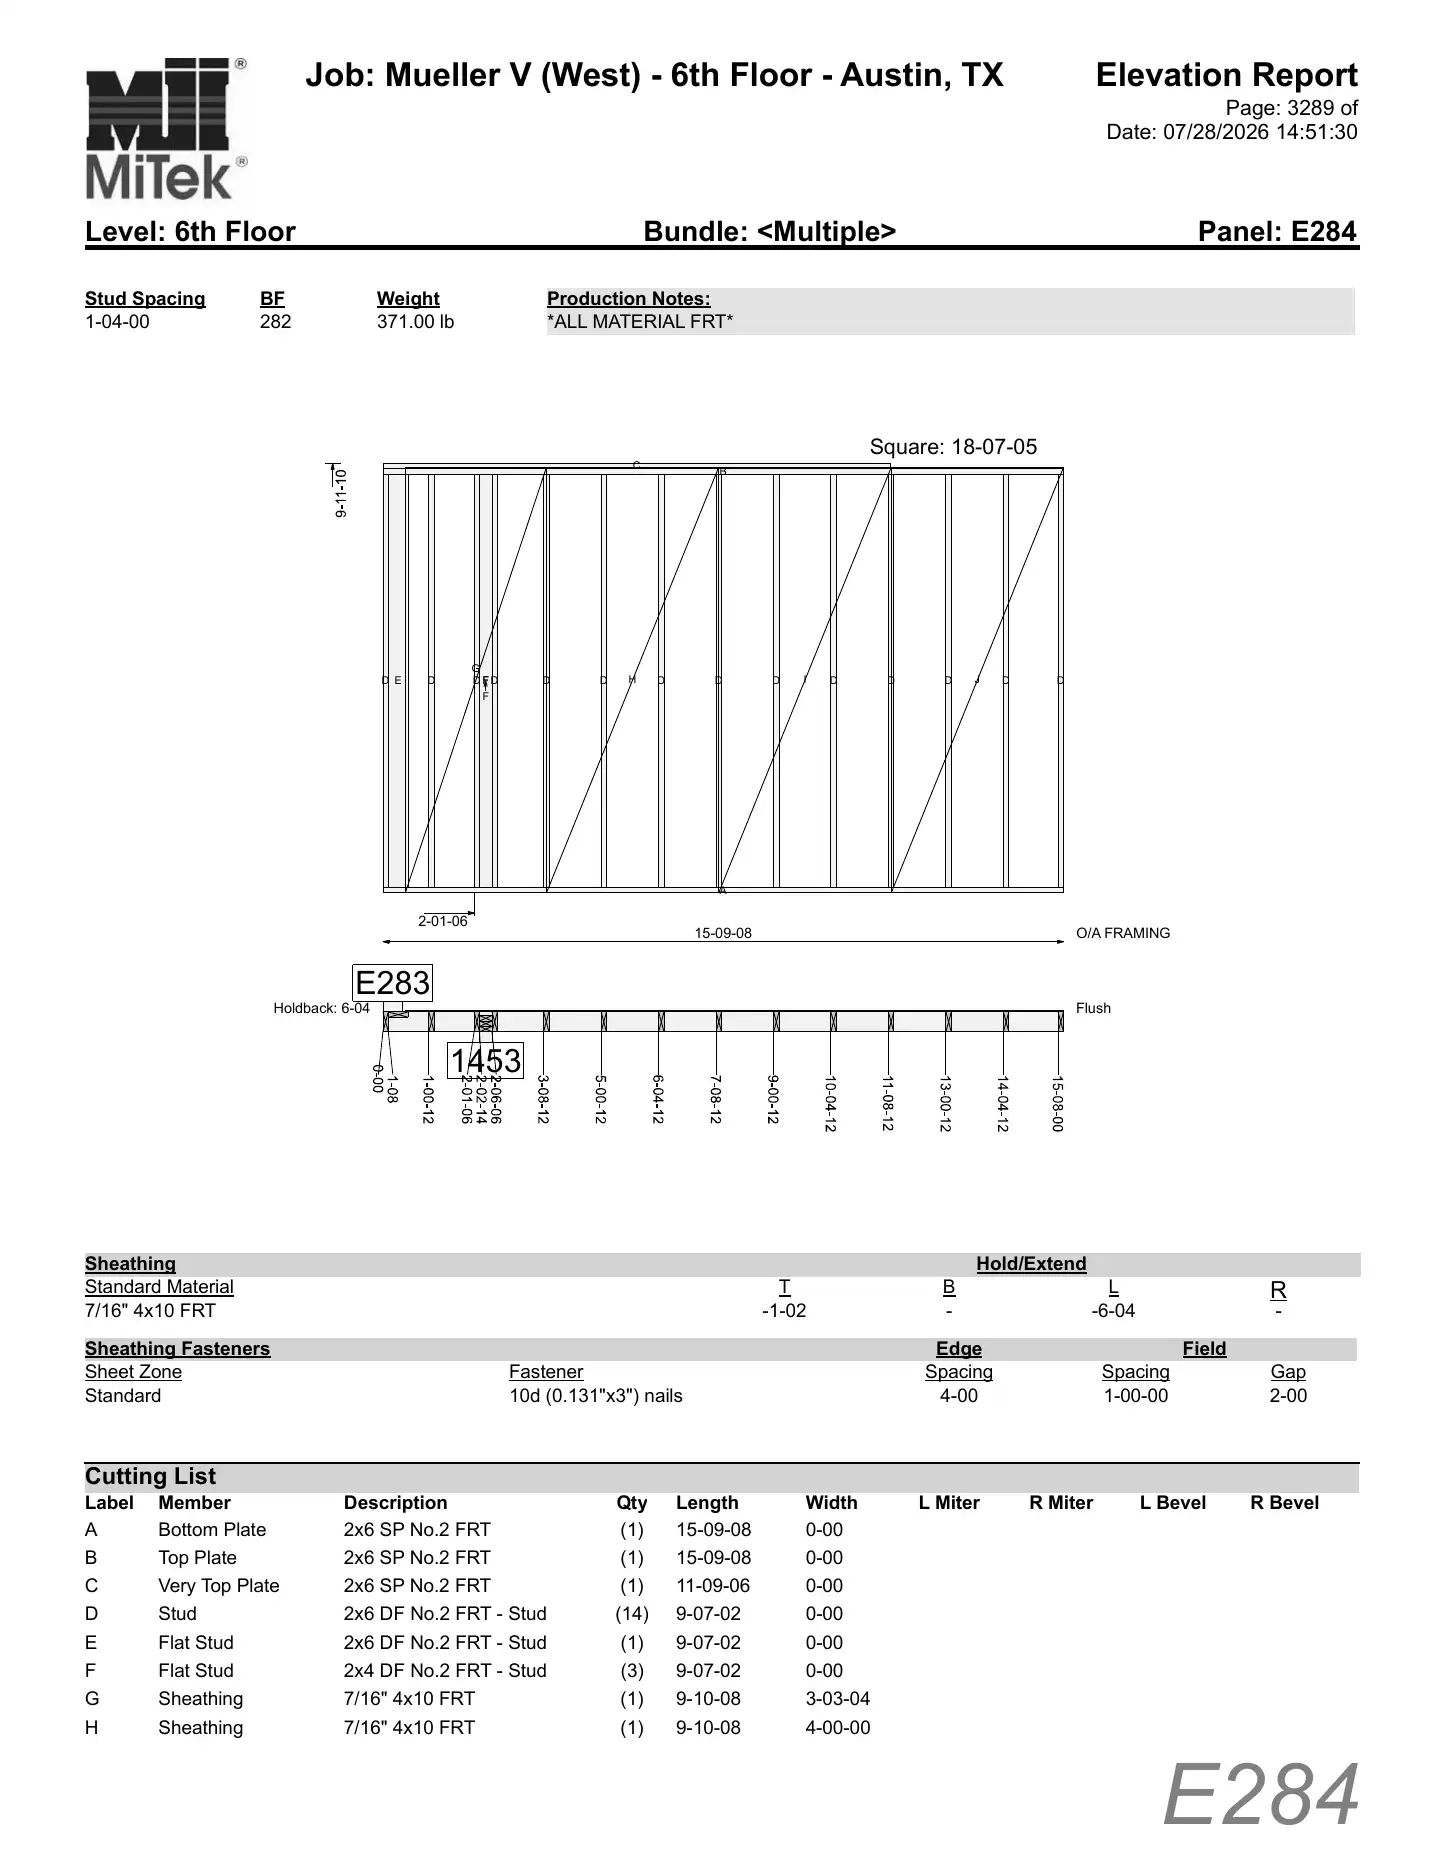 Job: Mueller V (West) - 6th Floor - Austin, TX
Elevation Report
Page: 3289 of
Date: 07/28/2026 14:51:30
MiTek®
Level: 6th Floor Bundle: <Multiple> Panel: E284
Stud Spacing BF Weight Production Notes:
1-04-00 282 371.00 lb *ALL MATERIAL FRT*
Square: 18-07-05
9-11-10
C
B
G
D E D D E D D D H D D D I D D D J D D
F
A
2-01-06
15-09-08 O/A FRAMING
E283
Holdback: 6-04 Flush
1453
0-00 1-08 1-00-12 2-01-06 2-02-14 2-06-06 3-08-12 5-00-12 6-04-12 7-08-12 9-00-12 10-04-12 11-08-12 13-00-12 14-04-12 15-08-00
Sheathing Hold/Extend
Standard Material T B L R
7/16" 4x10 FRT -1-02 - -6-04 -
Sheathing Fasteners Edge Field
Sheet Zone Fastener Spacing Spacing Gap
Standard 10d (0.131"x3") nails 4-00 1-00-00 2-00
Cutting List
Label Member Description Qty Length Width L Miter R Miter L Bevel R Bevel
A Bottom Plate 2x6 SP No.2 FRT (1) 15-09-08 0-00
B Top Plate 2x6 SP No.2 FRT (1) 15-09-08 0-00
C Very Top Plate 2x6 SP No.2 FRT (1) 11-09-06 0-00
D Stud 2x6 DF No.2 FRT - Stud (14) 9-07-02 0-00
E Flat Stud 2x6 DF No.2 FRT - Stud (1) 9-07-02 0-00
F Flat Stud 2x4 DF No.2 FRT - Stud (3) 9-07-02 0-00
G Sheathing 7/16" 4x10 FRT (1) 9-10-08 3-03-04
H Sheathing 7/16" 4x10 FRT (1) 9-10-08 4-00-00
E284